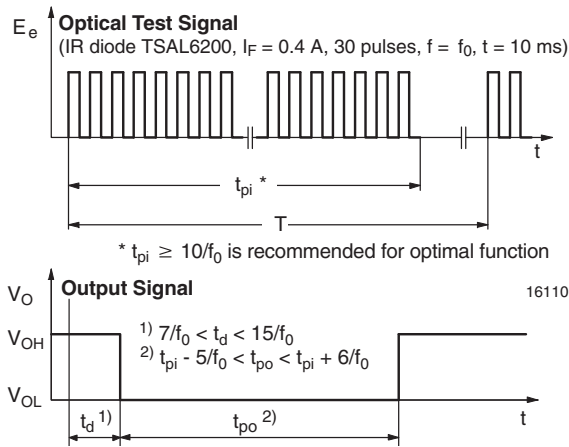 E_e
Optical Test Signal
(IR diode TSAL6200, I_F = 0.4 A, 30 pulses, f = f_0, t = 10 ms)
t
t_pi *
T
* t_pi ≥ 10/f_0 is recommended for optimal function
V_O
Output Signal
16110
V_OH
1) 7/f_0 < t_d < 15/f_0
2) t_pi - 5/f_0 < t_po < t_pi + 6/f_0
V_OL
t_d 1)
t_po 2)
t